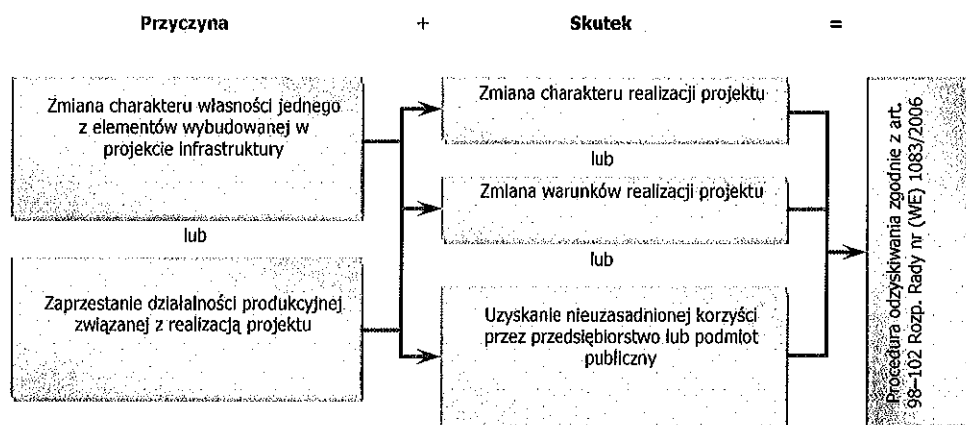 Przyczyna + Skutek =
Zmiana charakteru własności jednego
z elementów wybudowanej w
projekcie infrastruktury
lub
Zaprzestanie działalności produkcyjnej
związanej z realizacją projektu
Zmiana charakteru realizacji projektu
lub
Zmiana warunków realizacji projektu
lub
Uzyskanie nieuzasadnionej korzyści
przez przedsiębiorstwo lub podmiot
publiczny
Procedura odzyskiwania zgodnie z art.
98–102 Rozp. Rady nr (WE) 1083/2006